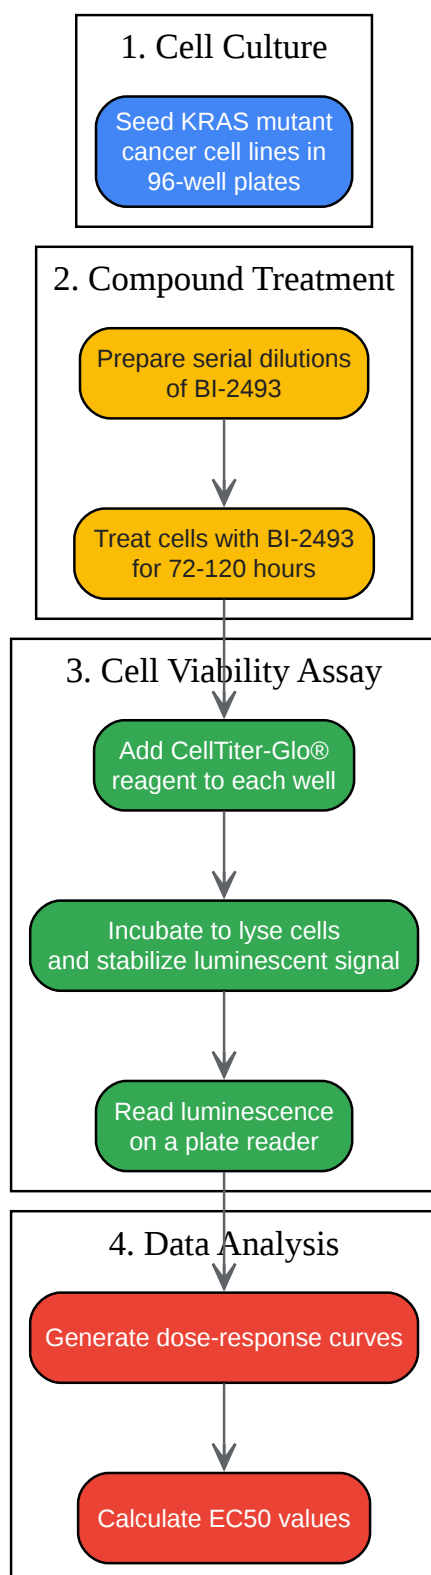 1. Cell Culture
Seed KRAS mutant
cancer cell lines in
96-well plates
2. Compound Treatment
Prepare serial dilutions
of BI-2493
Treat cells with BI-2493
for 72-120 hours
3. Cell Viability Assay
Add CellTiter-Glo®
reagent to each well
Incubate to lyse cells
and stabilize luminescent signal
Read luminescence
on a plate reader
4. Data Analysis
Generate dose-response curves
Calculate EC50 values